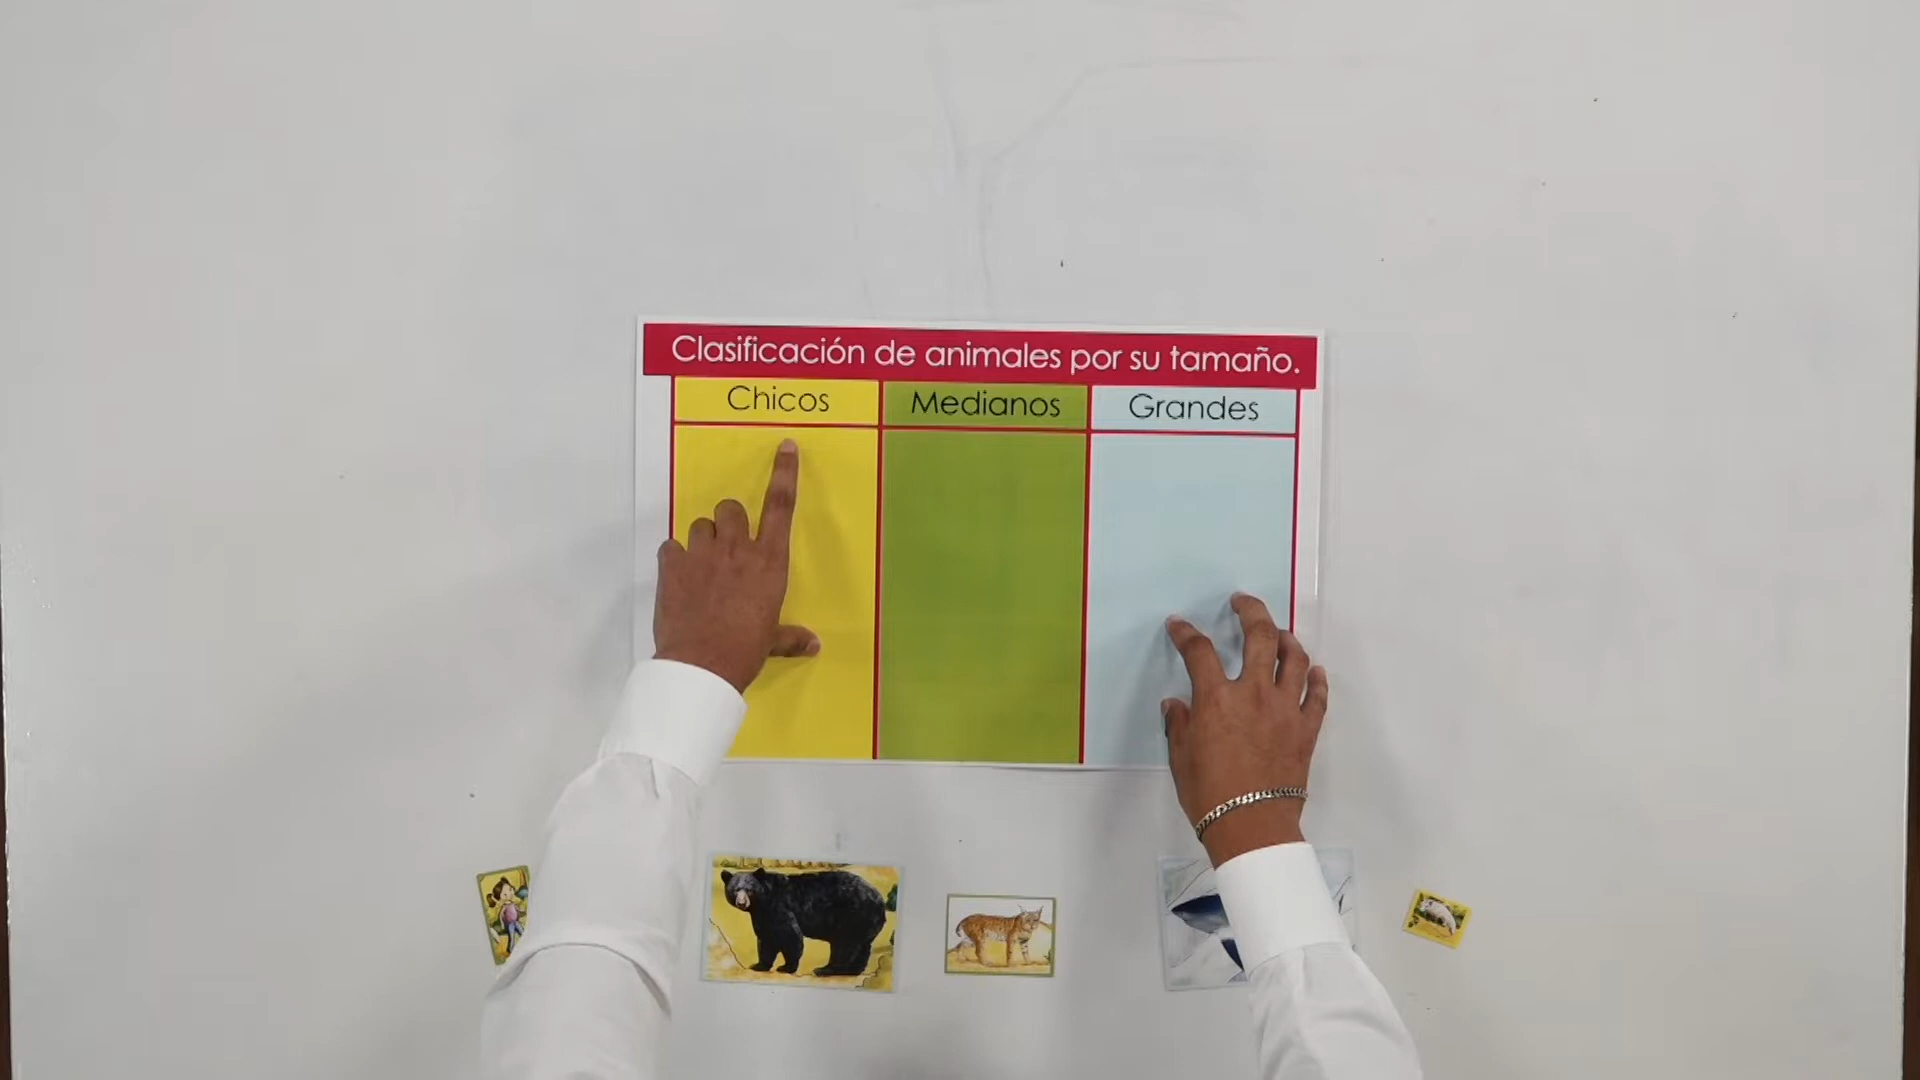 Clasificación de animales por su tamaño.
Chicos
Medianos
Grandes